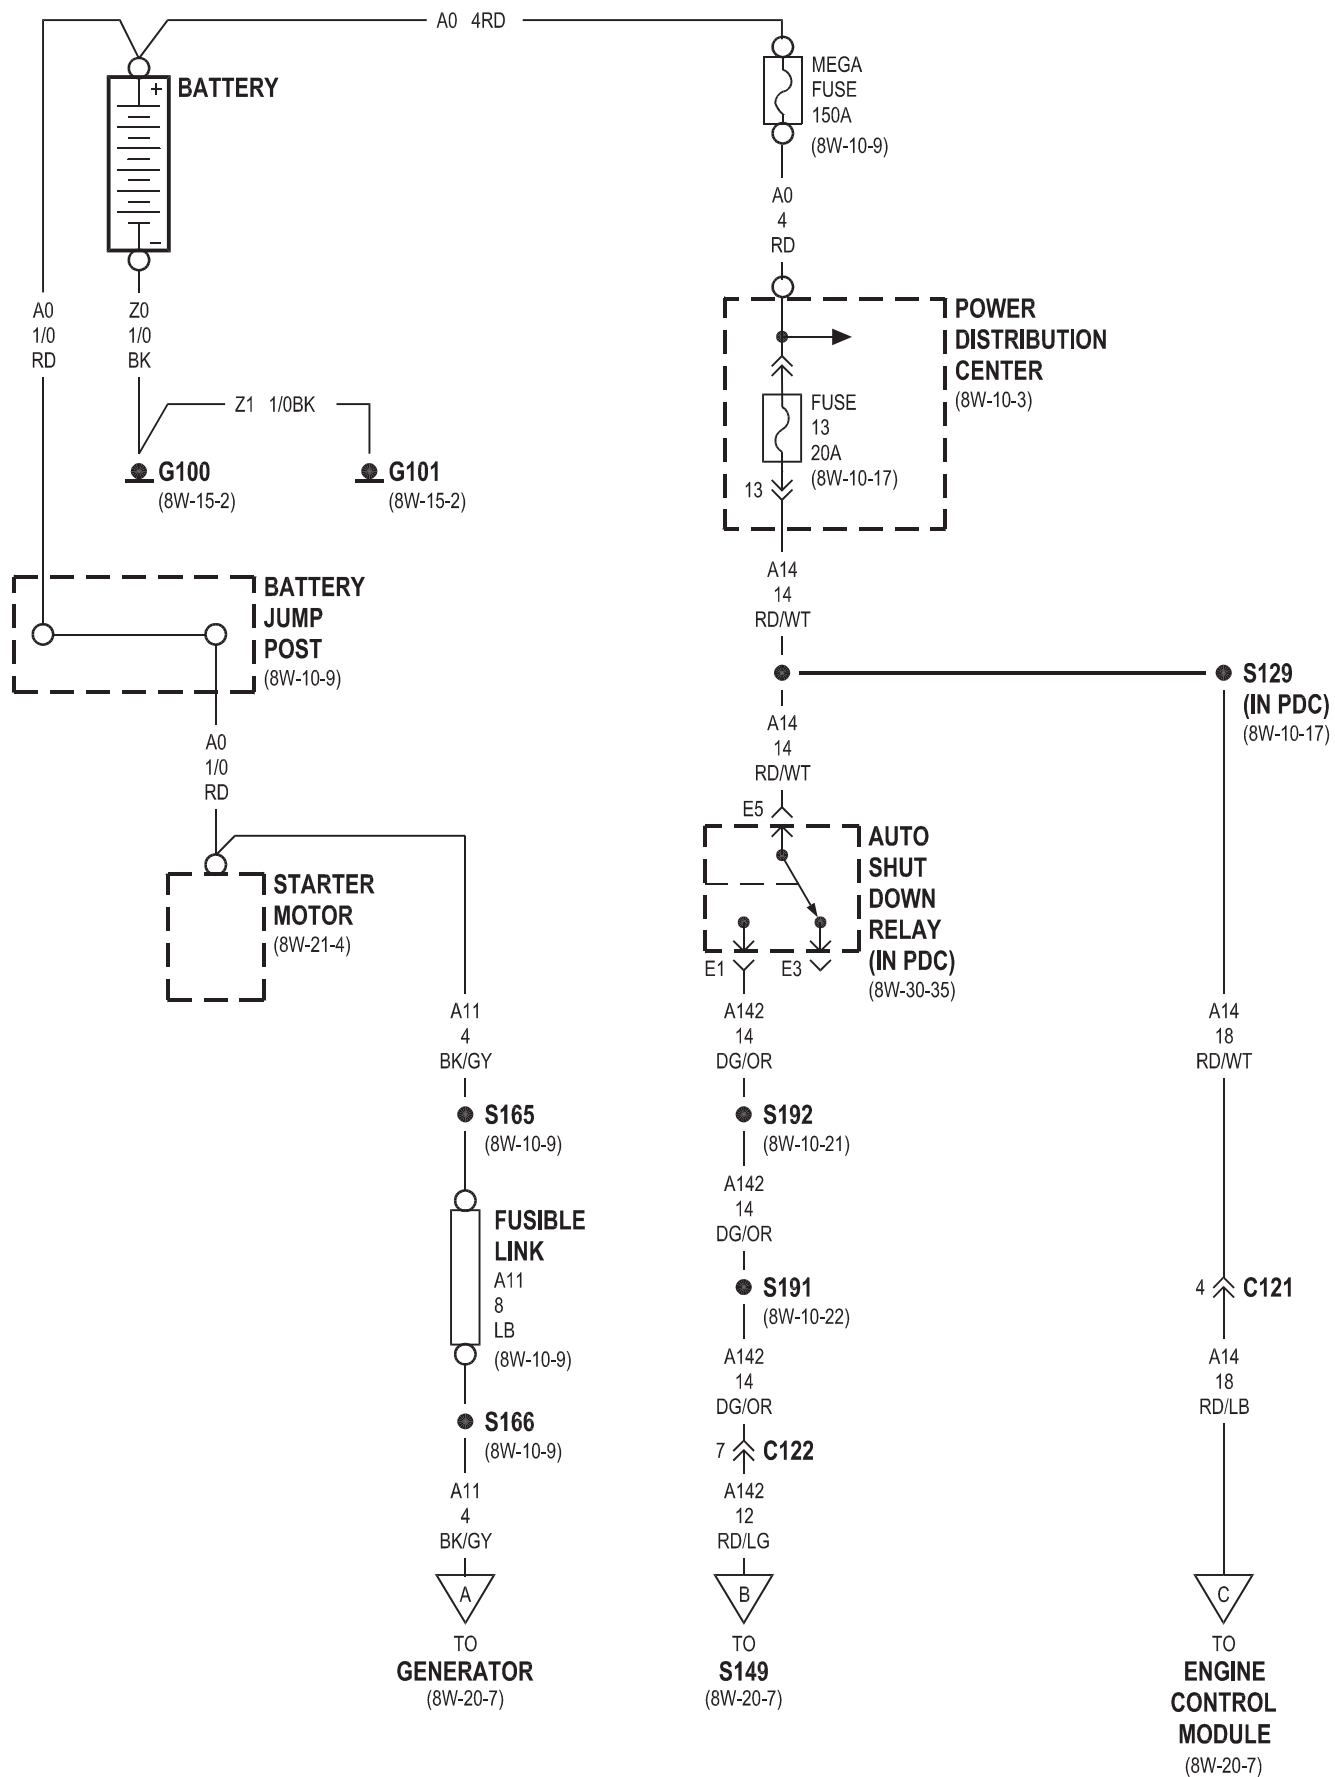 A0 4RD
BATTERY
+
−
MEGA
FUSE
150A
(8W-10-9)
A0
4
RD
A0
1/0
RD
Z0
1/0
BK
Z1 1/0BK
G100
(8W-15-2)
G101
(8W-15-2)
POWER
DISTRIBUTION
CENTER
(8W-10-3)
FUSE
13
20A
(8W-10-17)
13
A14
14
RD/WT
BATTERY
JUMP
POST
(8W-10-9)
S129
(IN PDC)
(8W-10-17)
A0
1/0
RD
A14
14
RD/WT
E5
AUTO
SHUT
DOWN
RELAY
(IN PDC)
(8W-30-35)
E1
E3
STARTER
MOTOR
(8W-21-4)
A11
4
BK/GY
A142
14
DG/OR
A14
18
RD/WT
S165
(8W-10-9)
S192
(8W-10-21)
FUSIBLE
LINK
A11
8
LB
(8W-10-9)
A142
14
DG/OR
S191
(8W-10-22)
4
C121
A142
14
DG/OR
A14
18
RD/LB
S166
(8W-10-9)
7
C122
A11
4
BK/GY
A142
12
RD/LG
A
TO
GENERATOR
(8W-20-7)
B
TO
S149
(8W-20-7)
C
TO
ENGINE
CONTROL
MODULE
(8W-20-7)